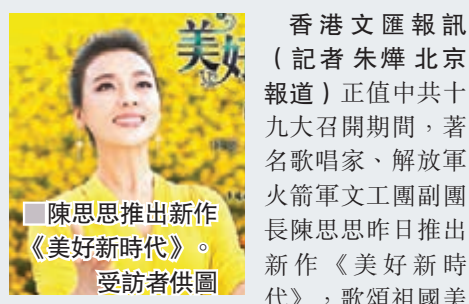 美好
■陳思思推出新作
《美好新時代》。
受訪者供圖
香港文匯報訊
（記者 朱燁 北京
報道）正值中共十
九大召開期間，著
名歌唱家、解放軍
火箭軍文工團副團
長陳思思昨日推出
新作《美好新時
代》，歌頌祖國美